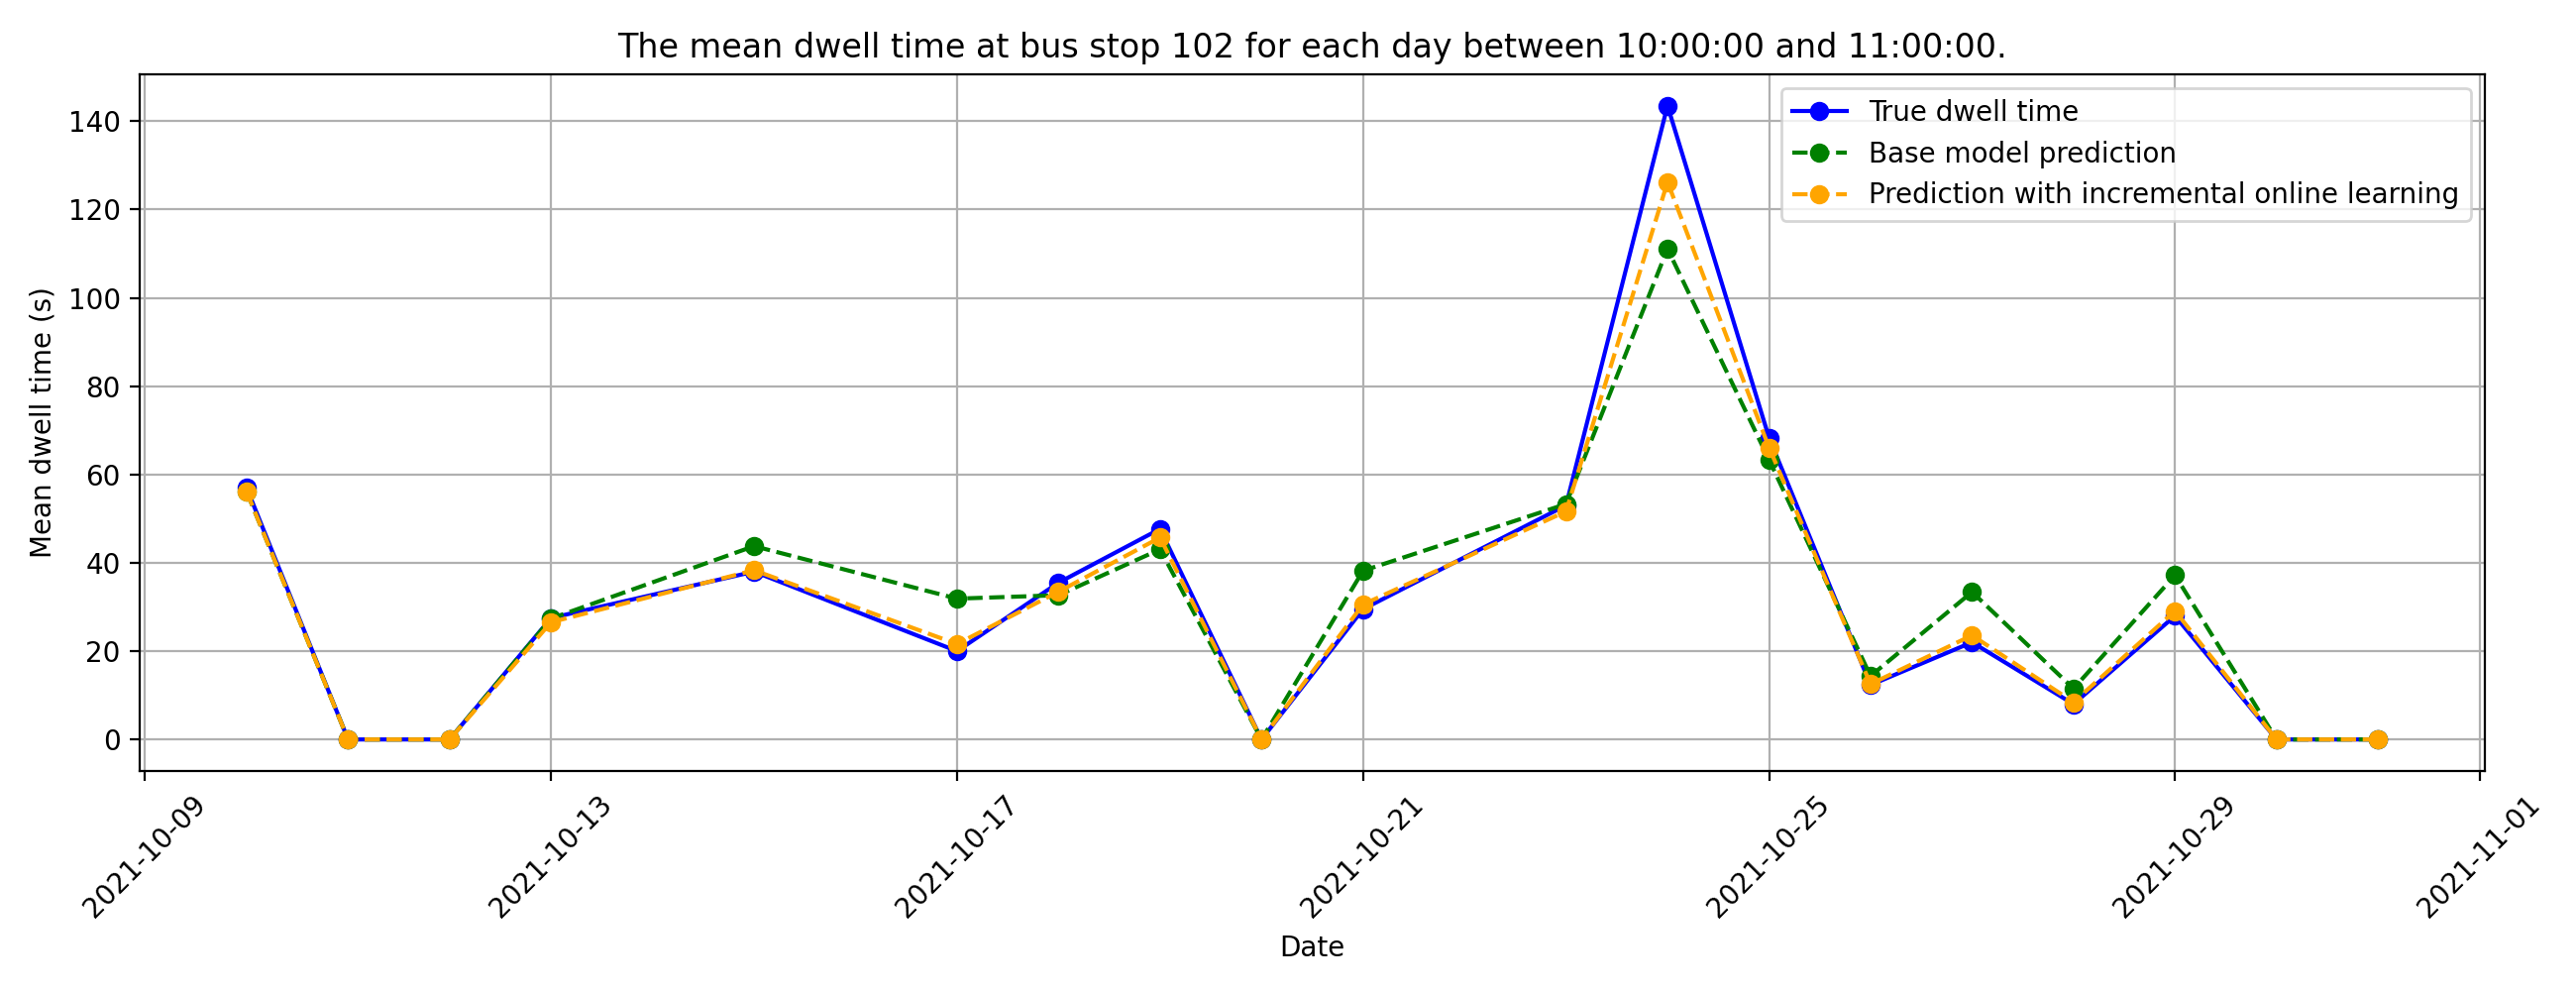 The mean dwell time at bus stop 102 for each day between 10:00:00 and 11:00:00.
True dwell time
Base model prediction
Prediction with incremental online learning
Mean dwell time (s)
140
120
100
80
60
40
20
0
2021-10-09
2021-10-13
2021-10-17
2021-10-21
2021-10-25
2021-10-29
2021-11-01
Date